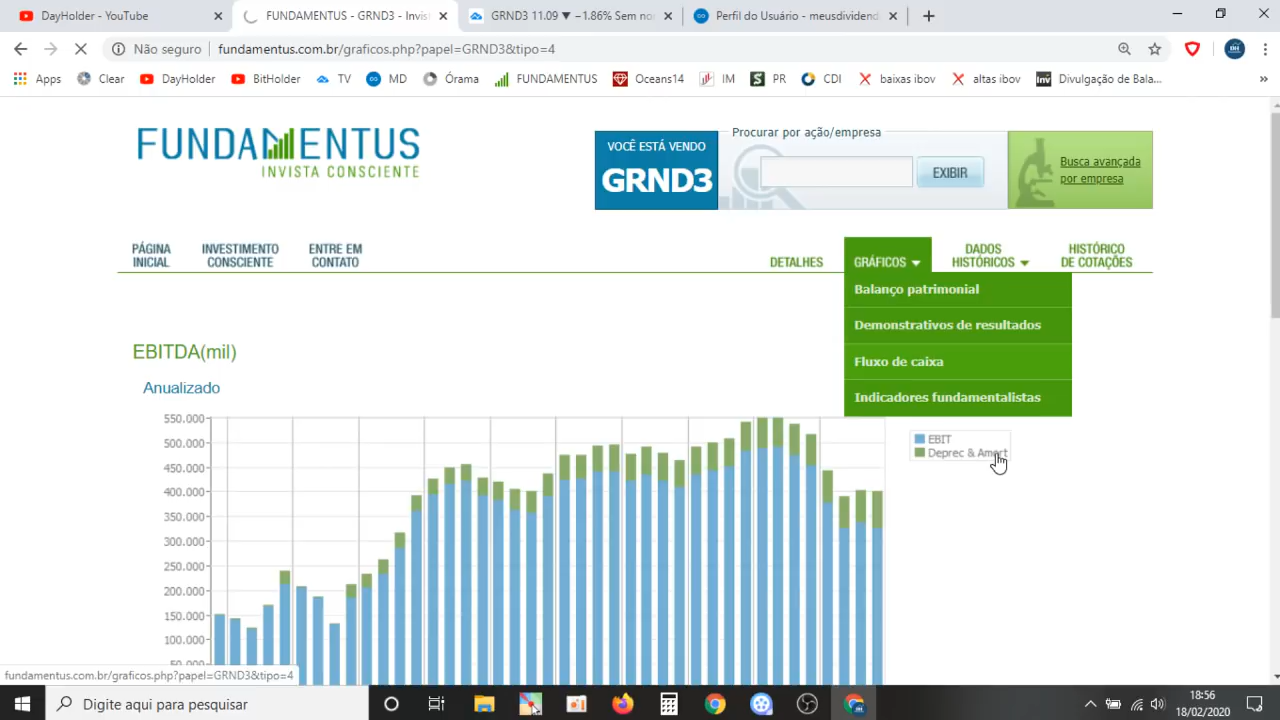 DayHolder - YouTube
FUNDAMENTUS - GRND3 - Invis
GRND3 11.09 ▼ −1.86% Sem no
Perfil do Usuário - meusdividend
Não seguro | fundamentus.com.br/graficos.php?papel=GRND3&tipo=4
Apps Clear DayHolder BitHolder TV MD Órama FUNDAMENTUS Oceans14 IM PR CDI baixas ibov altas ibov Divulgação de Bala... »
FUNDAMENTUS
INVISTA CONSCIENTE
VOCÊ ESTÁ VENDO
GRND3
Procurar por ação/empresa
EXIBIR
Busca avançada
por empresa
PÁGINA
INICIAL
INVESTIMENTO
CONSCIENTE
ENTRE EM
CONTATO
DETALHES
GRÁFICOS
DADOS
HISTÓRICOS
HISTÓRICO
DE COTAÇÕES
Balanço patrimonial
Demonstrativos de resultados
Fluxo de caixa
Indicadores fundamentalistas
EBITDA(mil)
Anualizado
550.000
500.000
450.000
400.000
350.000
300.000
250.000
200.000
150.000
100.000
50.000
EBIT
Deprec & Amort
fundamentus.com.br/graficos.php?papel=GRND3&tipo=4
Digite aqui para pesquisar
18:56
18/02/2020